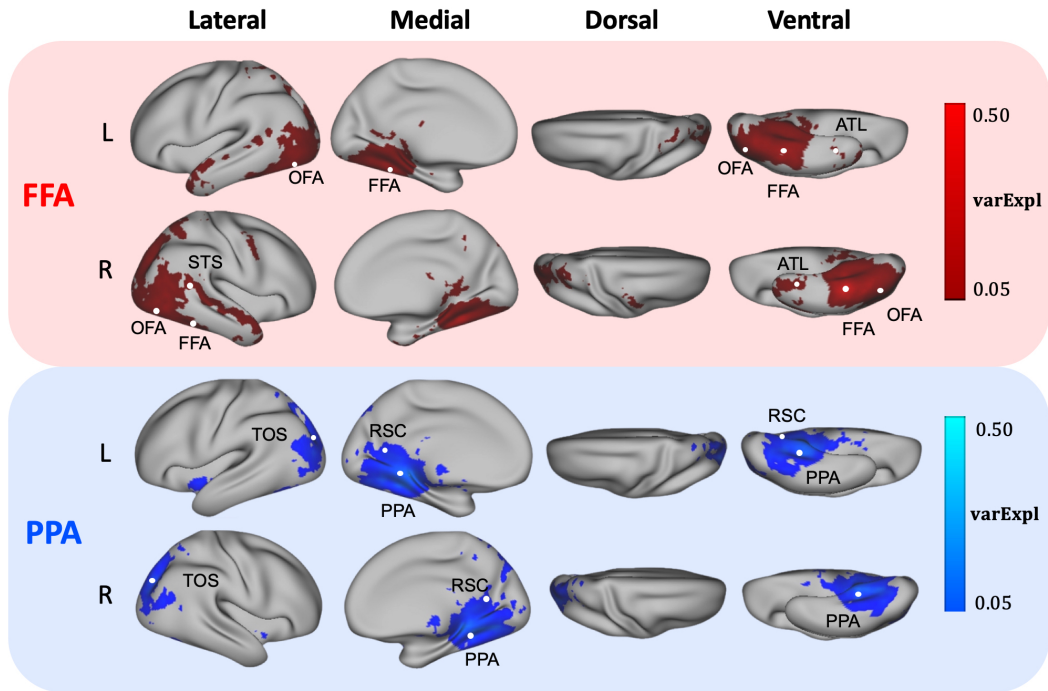 Lateral Medial Dorsal Ventral
FFA
L
OFA
FFA
ATL
OFA
FFA
R
STS
OFA
FFA
ATL
FFA
OFA
0.50
varExpl
0.05
PPA
L
TOS
RSC
PPA
RSC
PPA
R
TOS
RSC
PPA
PPA
0.50
varExpl
0.05